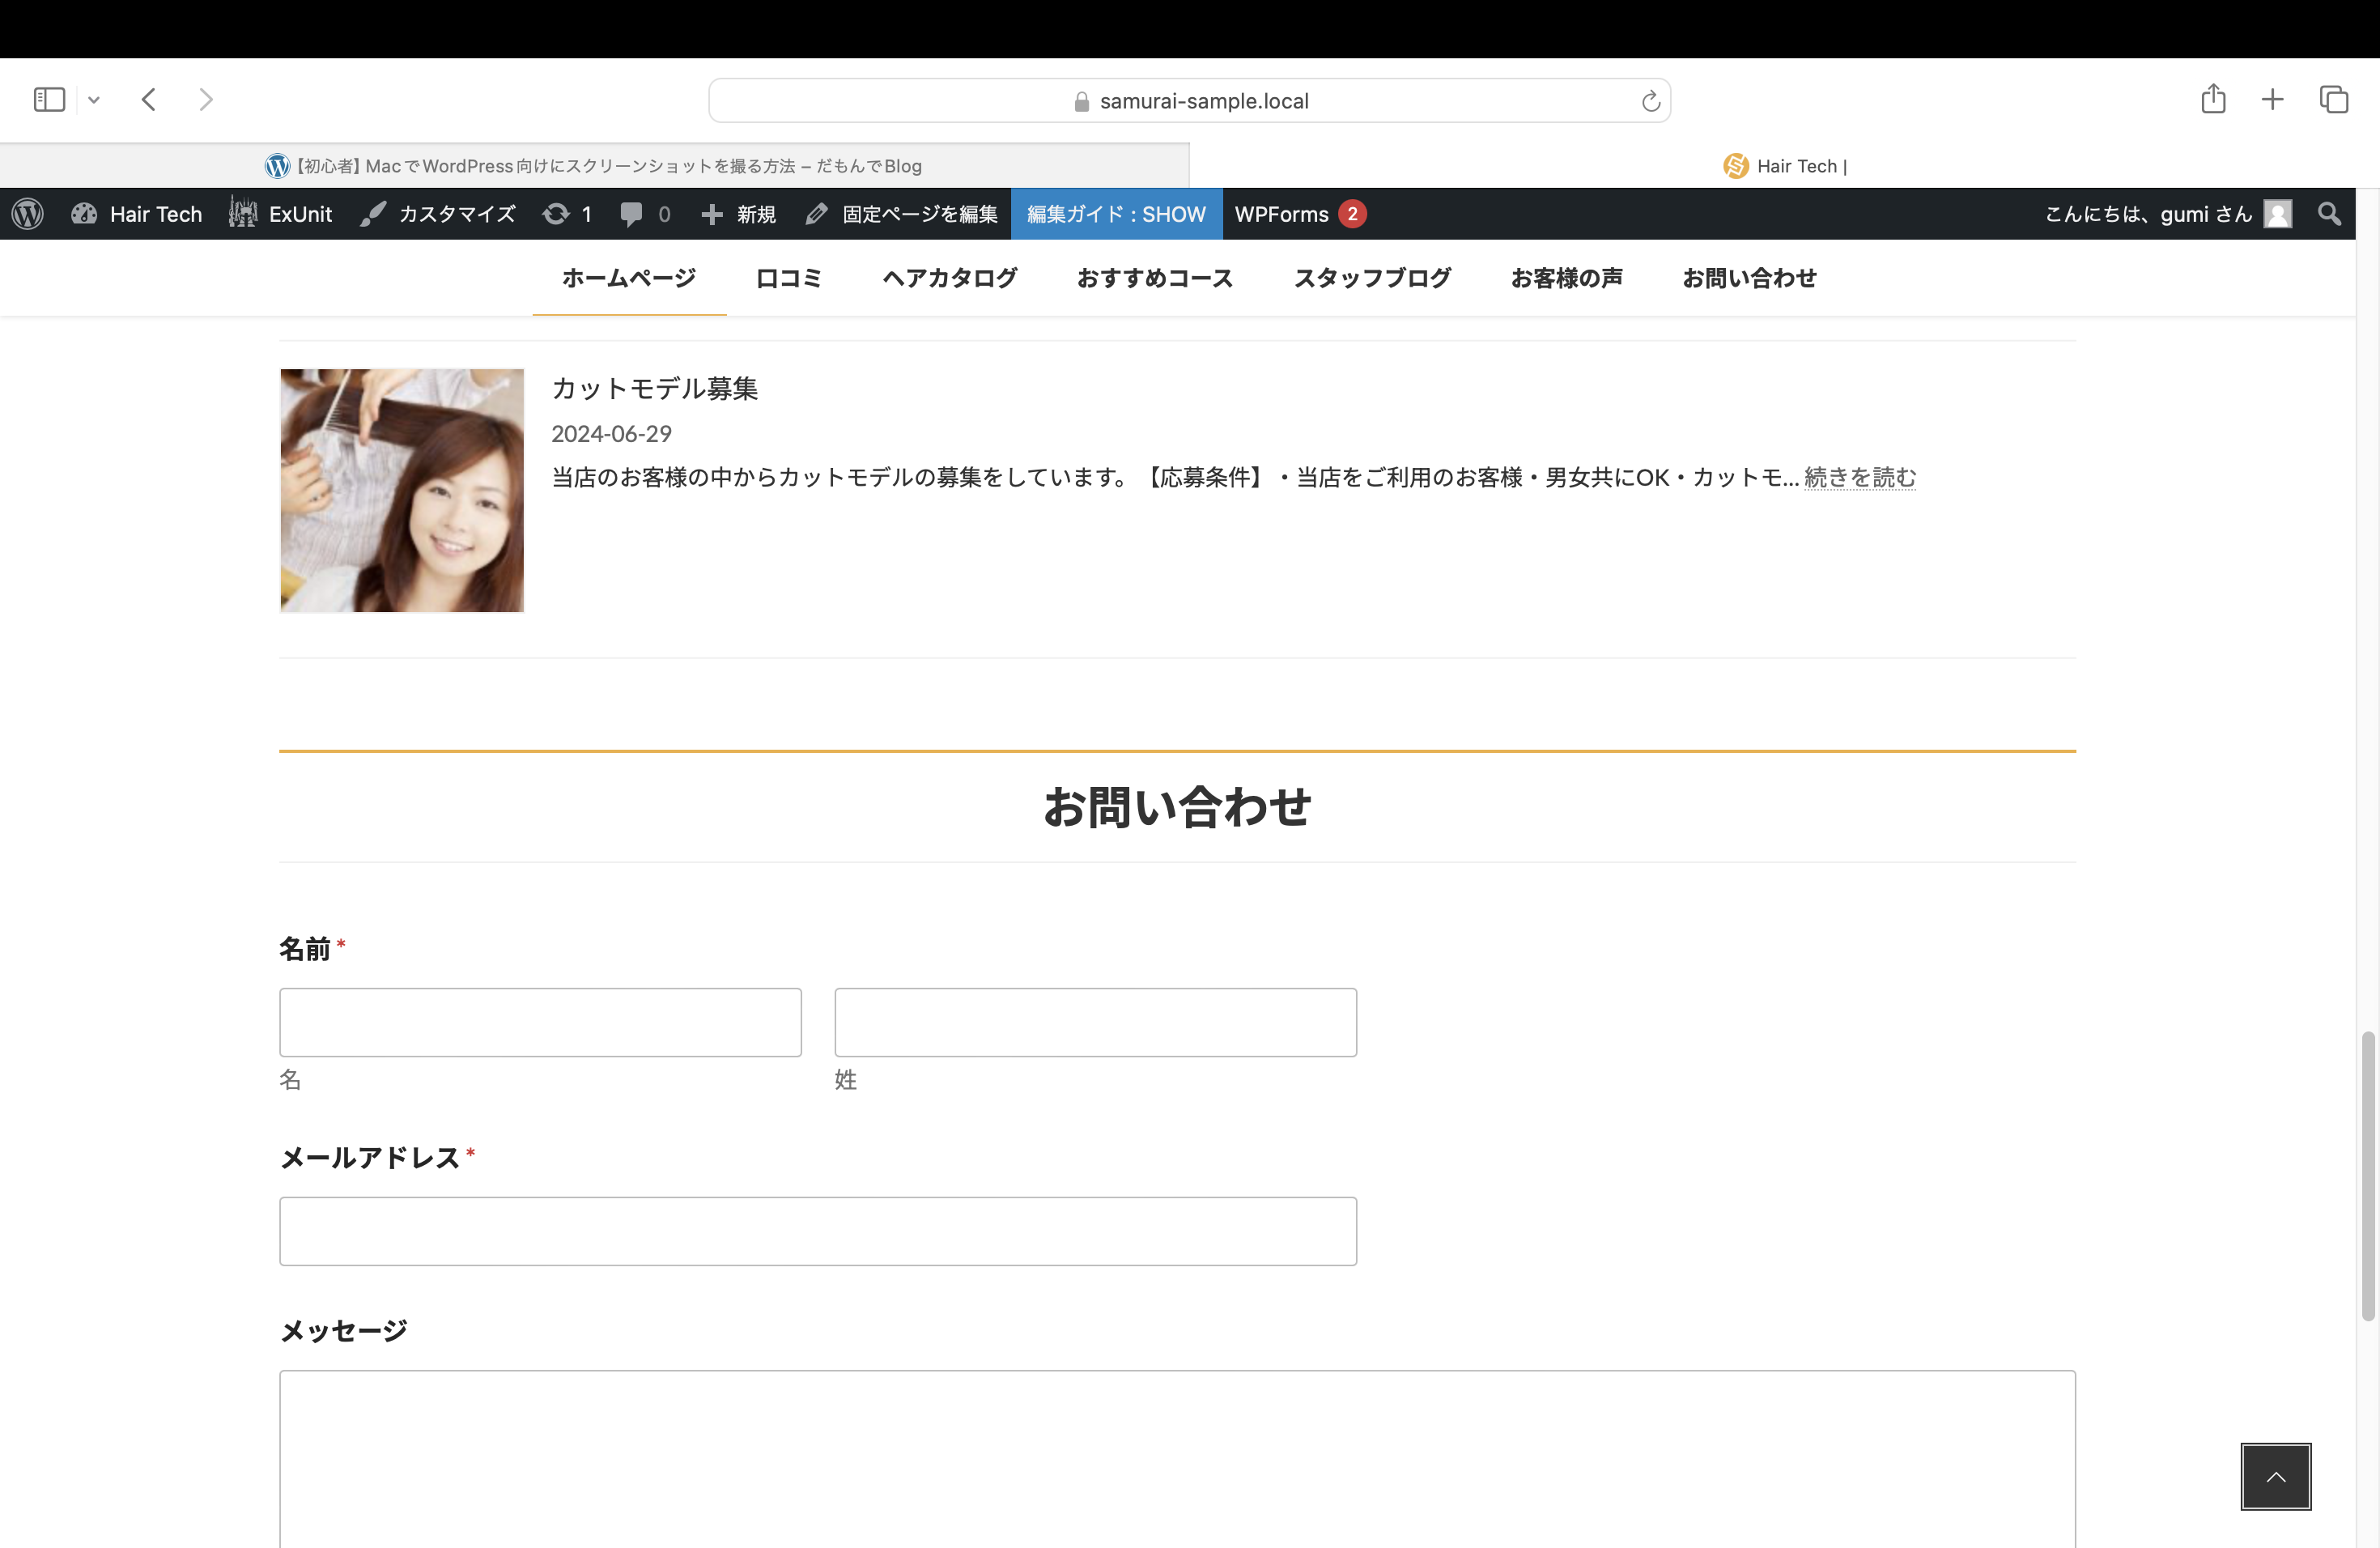 samurai-sample.local
【初心者】MacでWordPress向けにスクリーンショットを撮る方法 – だもんでBlog
Hair Tech |
Hair Tech ExUnit カスタマイズ 1 0 新規 固定ページを編集 編集ガイド : SHOW WPForms 2 こんにちは、gumi さん
ホームページ 口コミ ヘアカタログ おすすめコース スタッフブログ お客様の声 お問い合わせ
カットモデル募集
2024-06-29
当店のお客様の中からカットモデルの募集をしています。【応募条件】・当店をご利用のお客様・男女共にOK・カットモ... 続きを読む
お問い合わせ
名前 *
名 姓
メールアドレス *
メッセージ